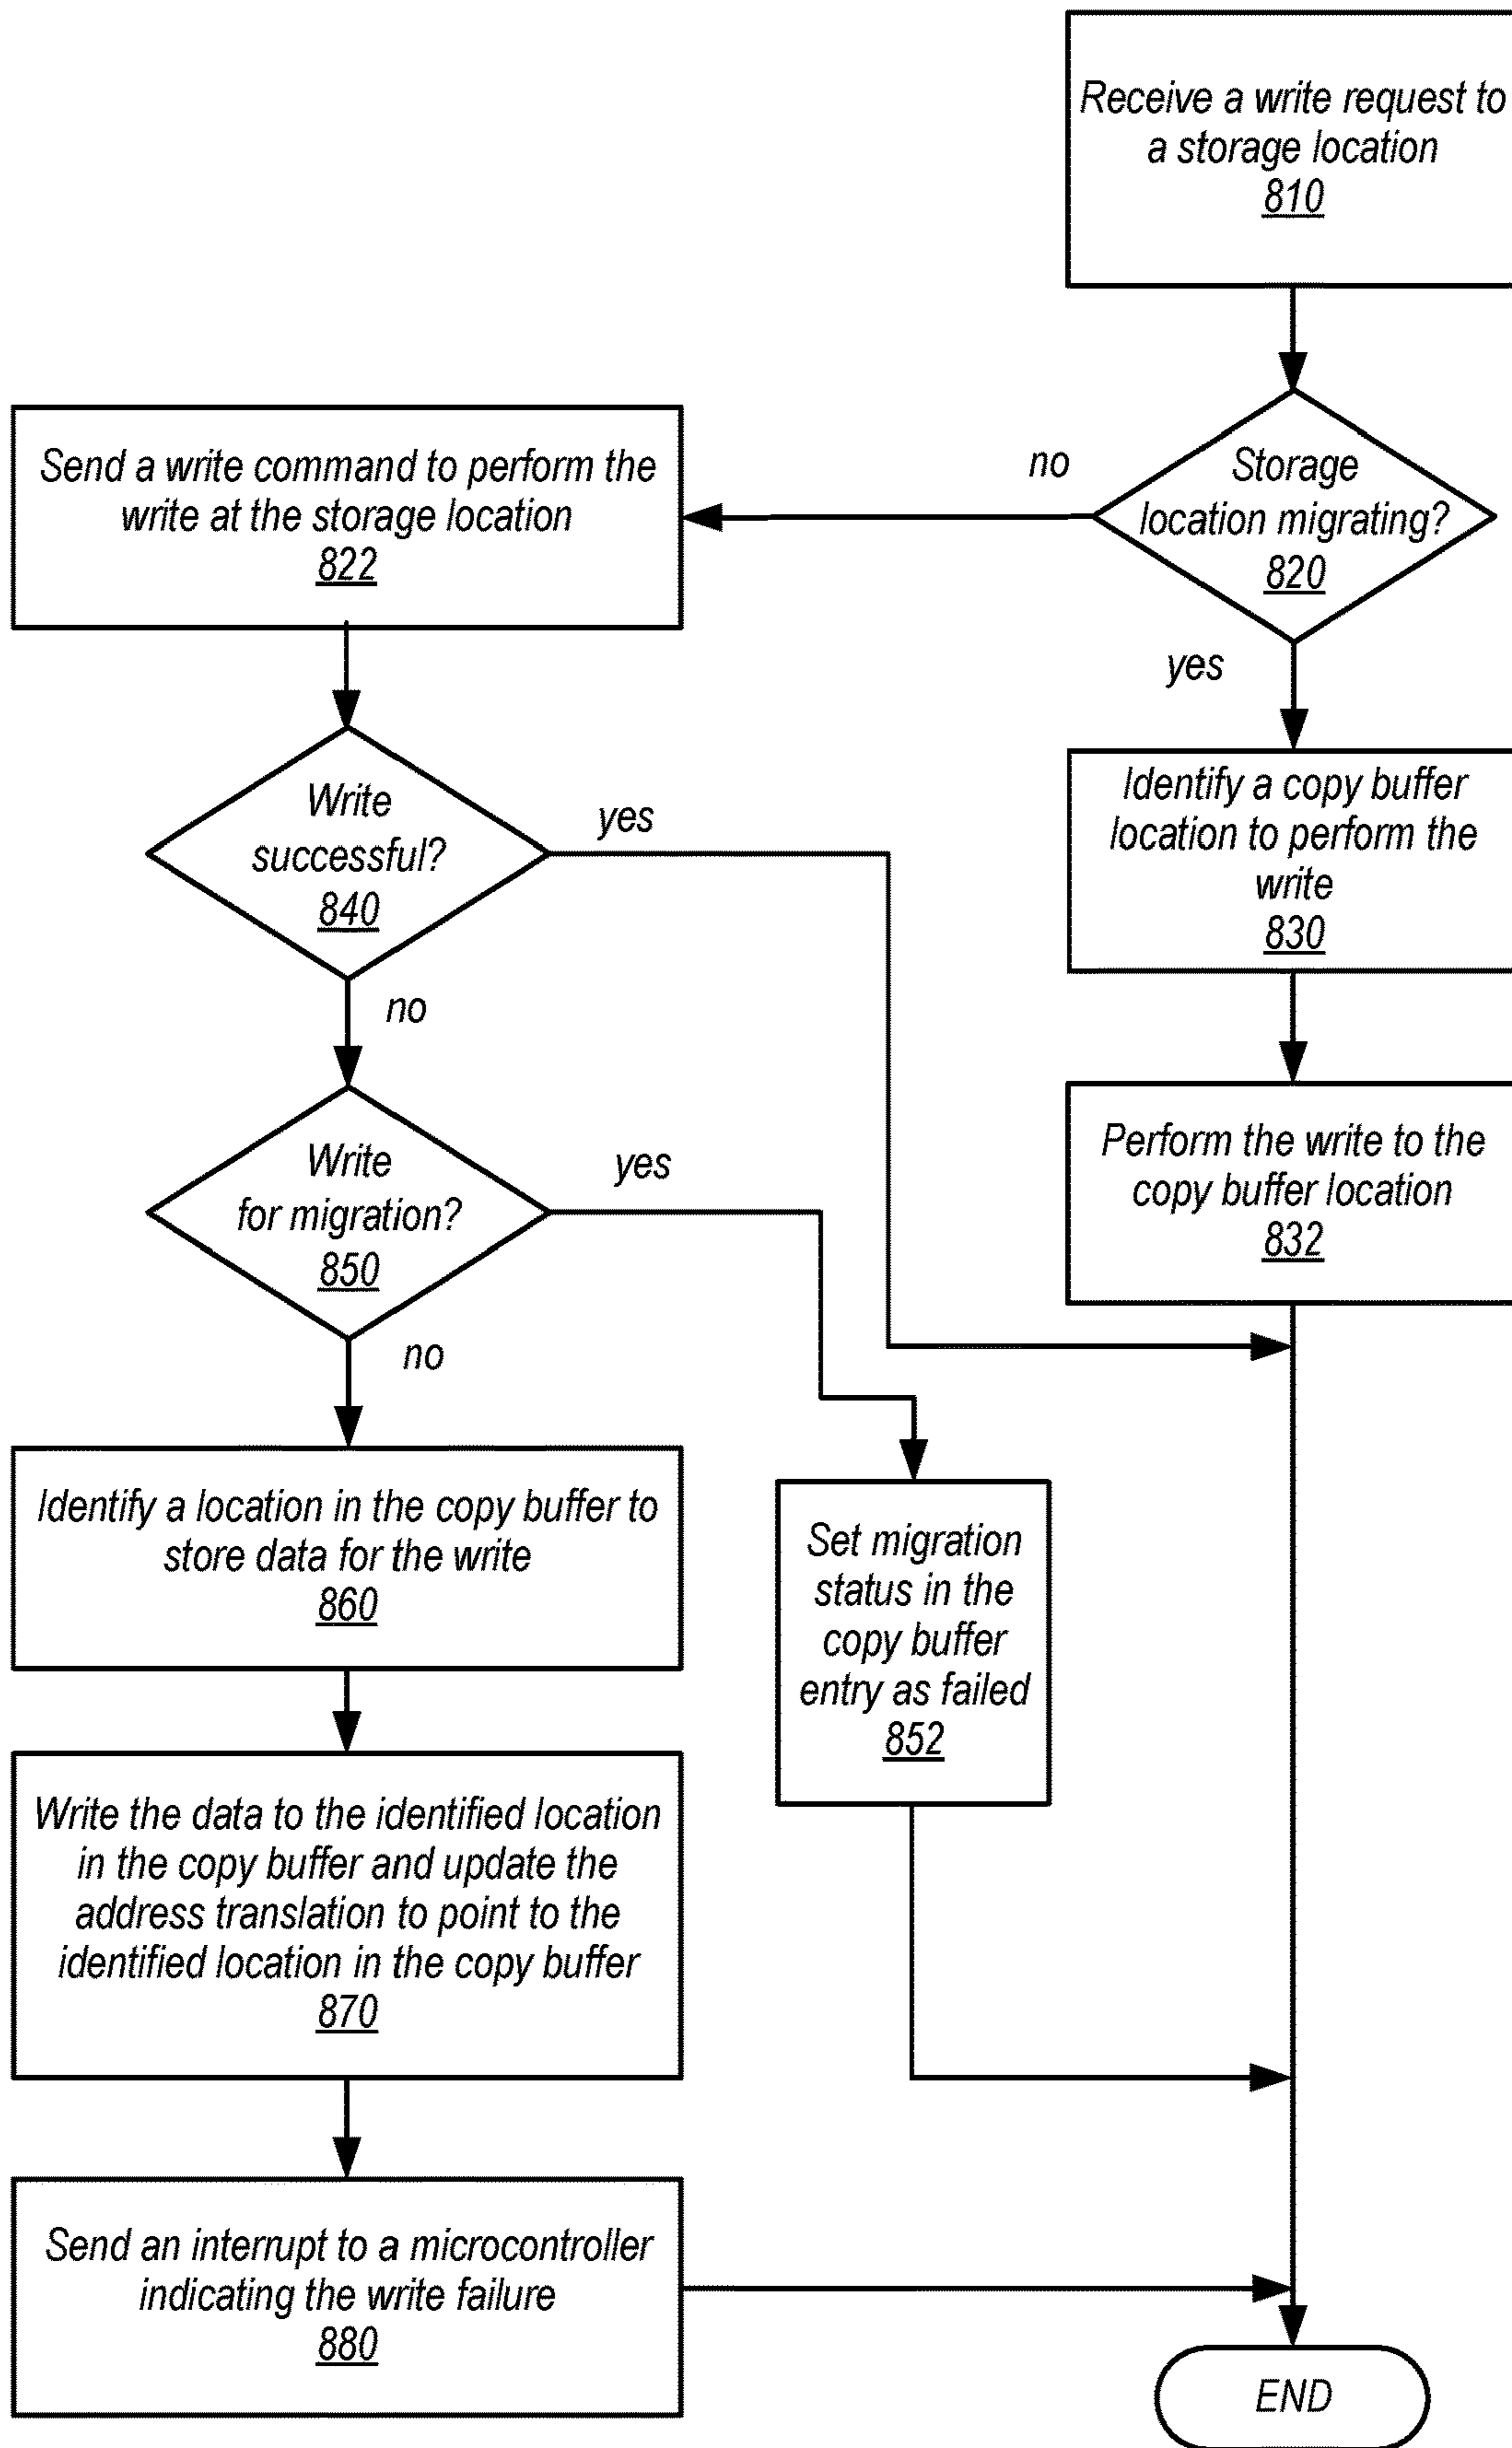 Receive a write request to
a storage location
810
Storage
location migrating?
820
no
yes
Send a write command to perform the
write at the storage location
822
Write
successful?
840
yes
no
Identify a copy buffer
location to perform the
write
830
Perform the write to the
copy buffer location
832
Write
for migration?
850
yes
no
Identify a location in the copy buffer to
store data for the write
860
Set migration
status in the
copy buffer
entry as failed
852
Write the data to the identified location
in the copy buffer and update the
address translation to point to the
identified location in the copy buffer
870
Send an interrupt to a microcontroller
indicating the write failure
880
END